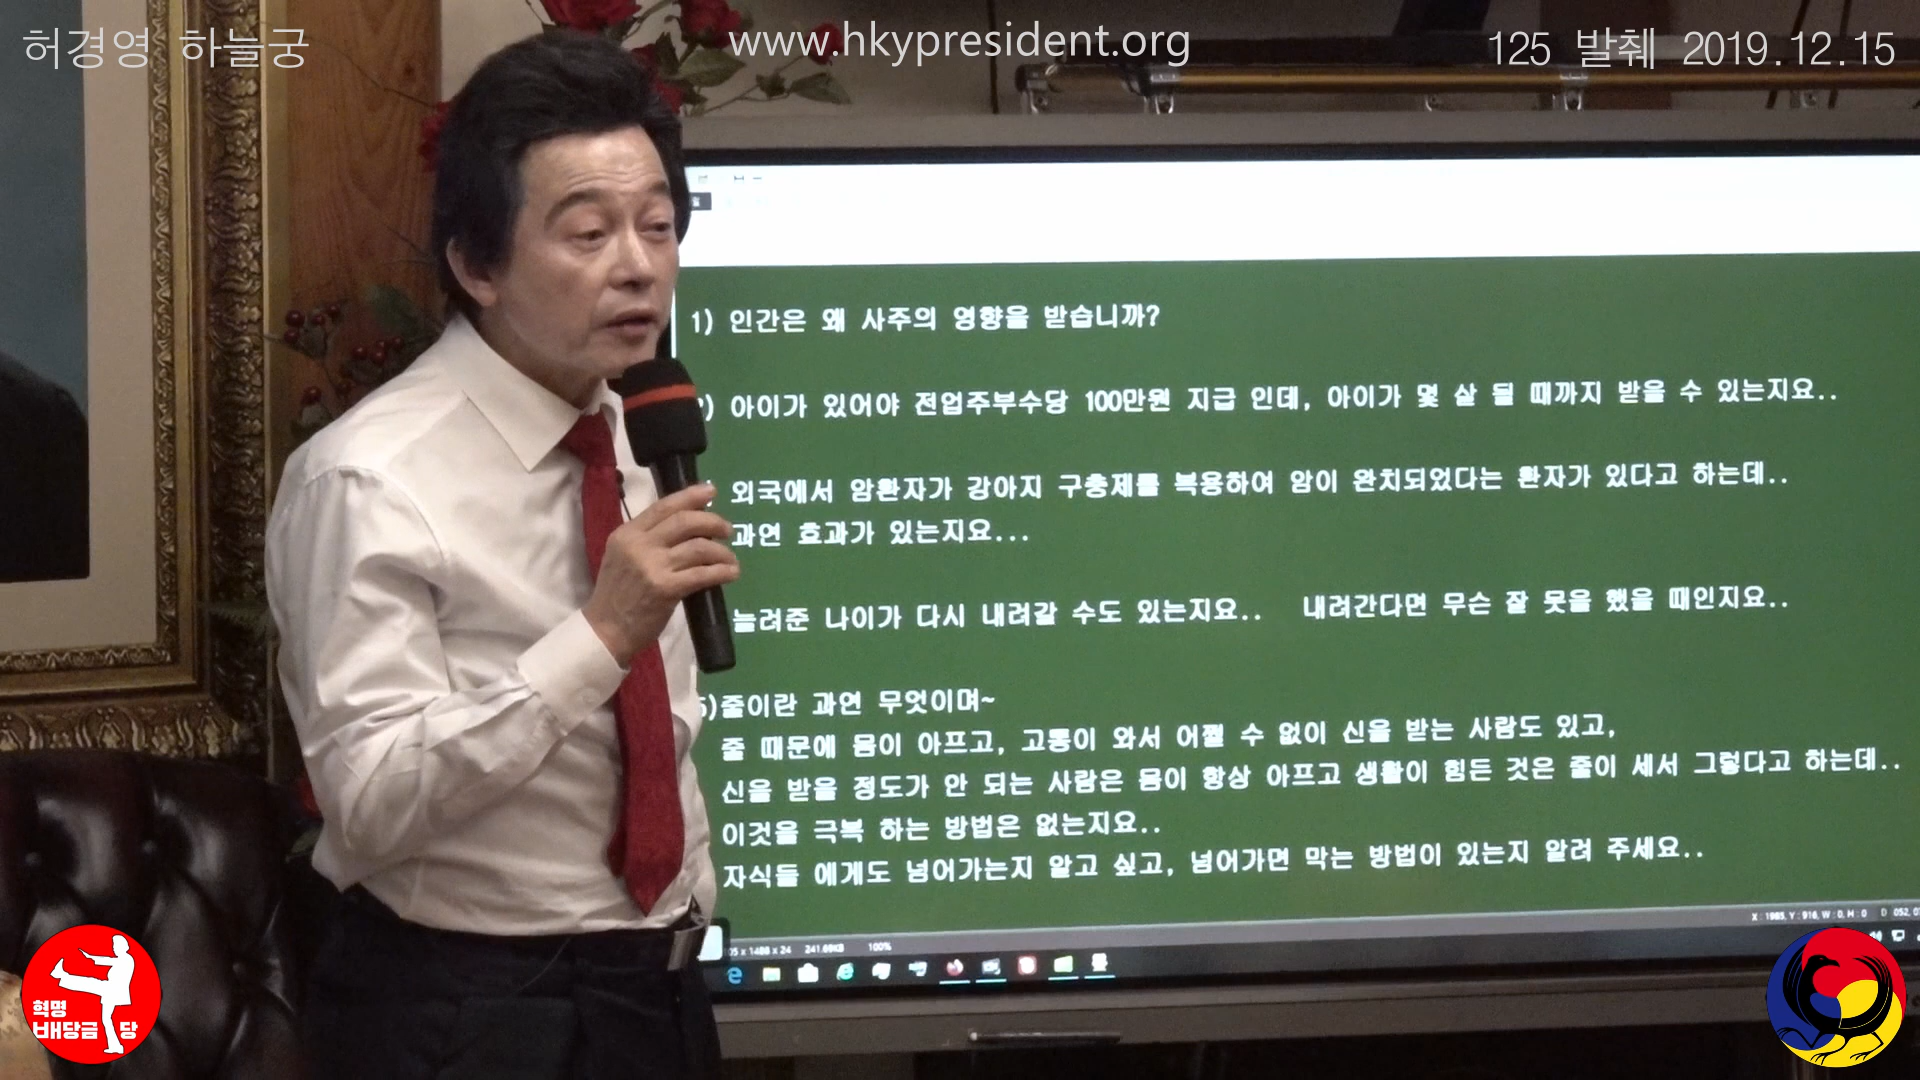 허경영 하늘궁
www.hkypresident.org
125 발췌 2019.12.15
1) 인간은 왜 사주의 영향을 받습니까?
) 아이가 있어야 전업주부수당 100만원 지급 인데, 아이가 몇 살 될 때까지 받을 수 있는지요..
외국에서 암환자가 강아지 구충제를 복용하여 암이 완치되었다는 환자가 있다고 하는데..
과연 효과가 있는지요...
늘려준 나이가 다시 내려갈 수도 있는지요.. 내려간다면 무슨 잘 못을 했을 때인지요..
5)줄이란 과연 무엇이며~
줄 때문에 몸이 아프고, 고통이 와서 어쩔 수 없이 신을 받는 사람도 있고,
신을 받을 정도가 안 되는 사람은 몸이 항상 아프고 생활이 힘든 것은 줄이 세서 그렇다고 하는데..
이것을 극복 하는 방법은 없는지요..
자식들 에게도 넘어가는지 알고 싶고, 넘어가면 막는 방법이 있는지 알려 주세요..
X : 1985, Y : 916, W : 0, H : 0
05 x 1488 x 24 241.69KB 100%
혁명
배당금당